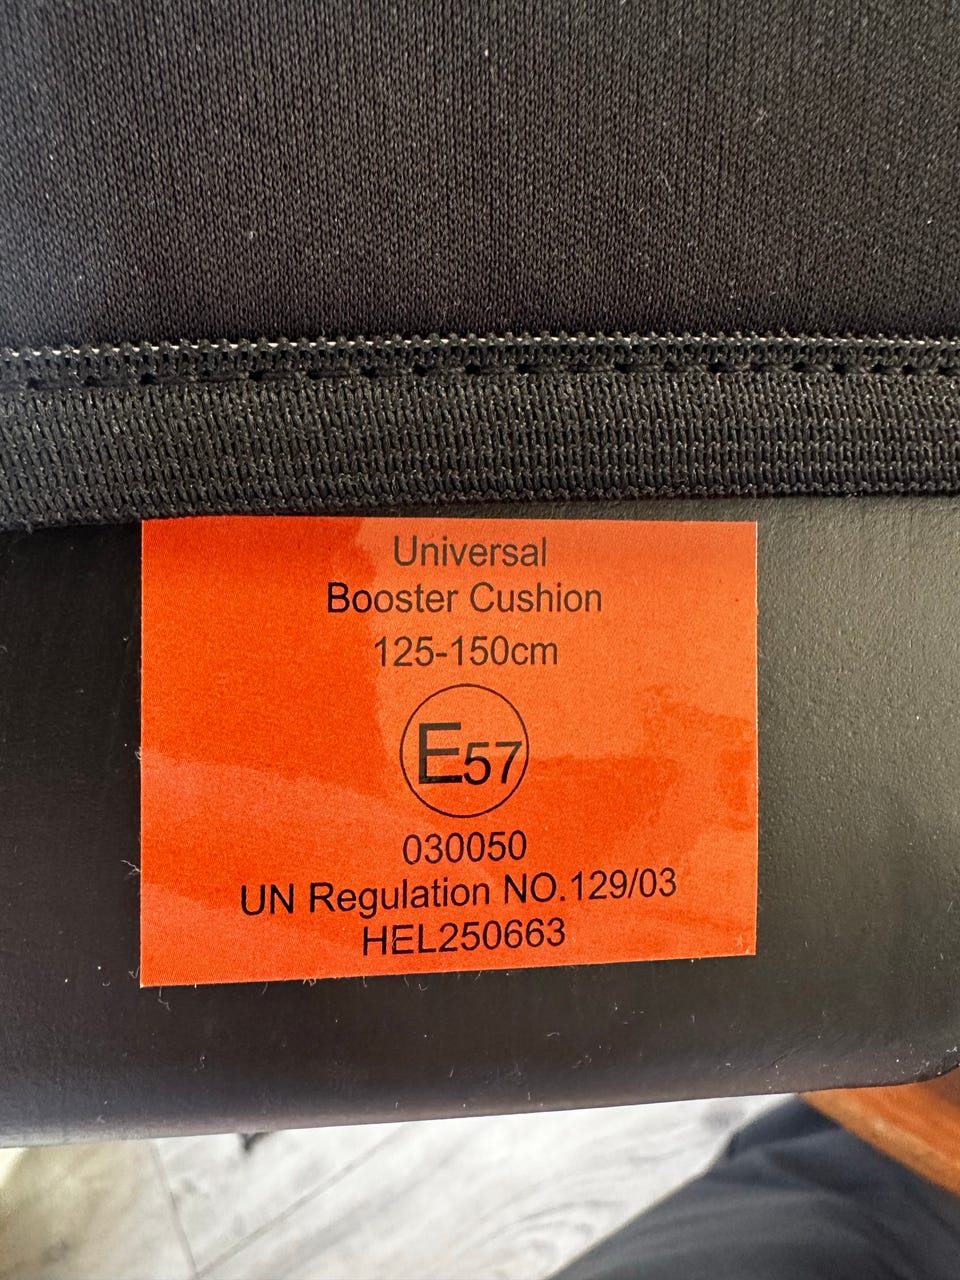 Universal
Booster Cushion
125-150cm
E57
030050
UN Regulation NO.129/03
HEL250663